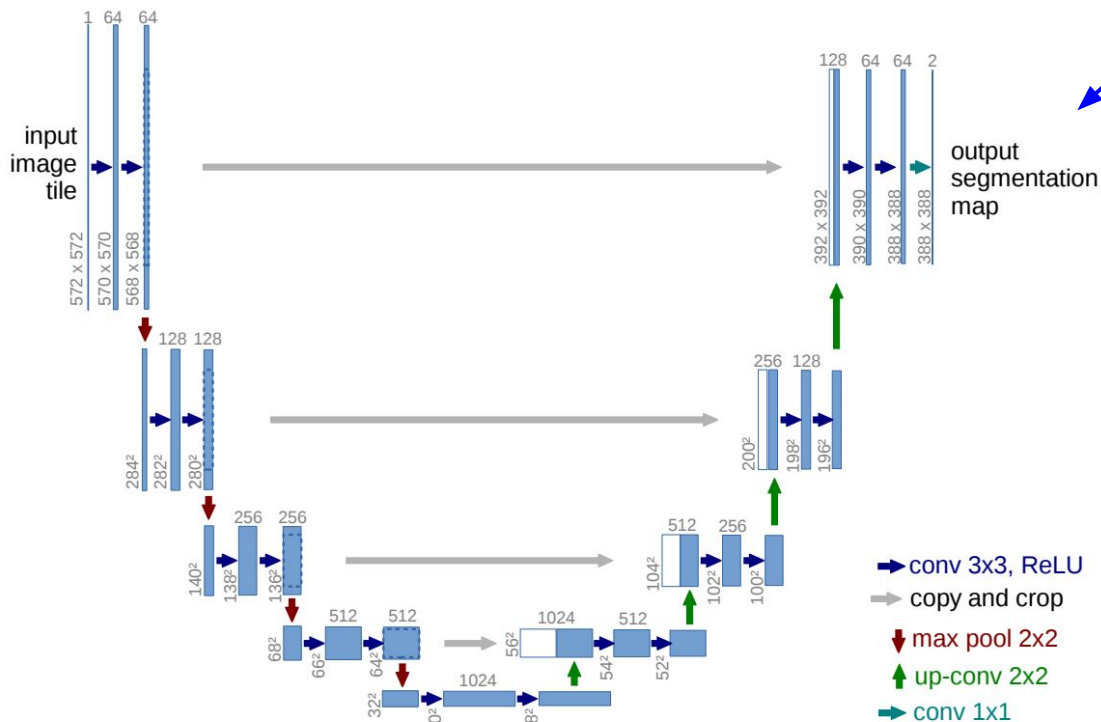 1
64
64
128
64
64
2
input
image
tile
output
segmentation
map
572 x 572
570 x 570
568 x 568
392 x 392
390 x 390
388 x 388
388 x 388
128
128
256
128
284²
282²
280²
200²
198²
196²
256
256
512
256
140²
138²
136²
104²
102²
100²
conv 3x3, ReLU
copy and crop
max pool 2x2
up-conv 2x2
conv 1x1
512
512
1024
512
68²
66²
64²
56²
54²
52²
1024
32²